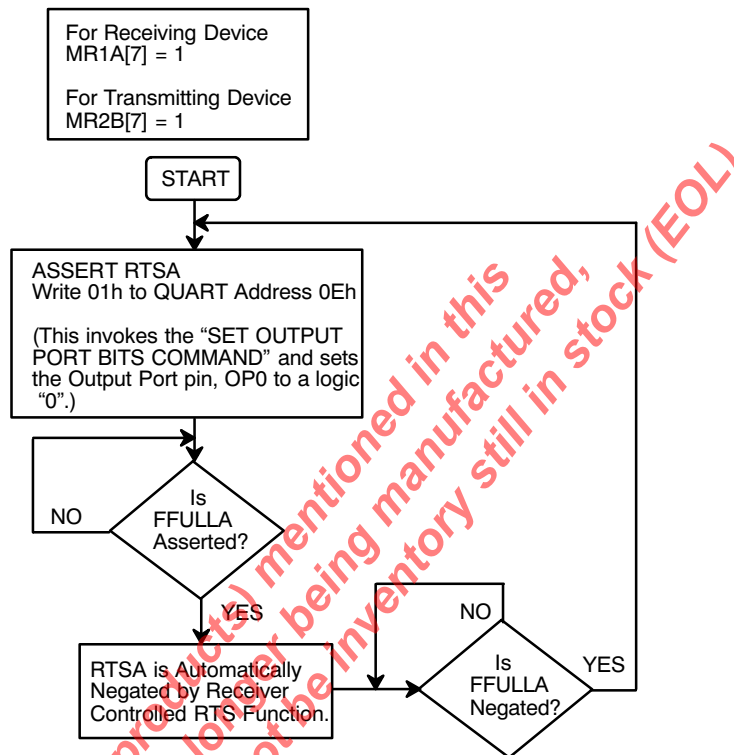 For Receiving Device
MR1A[7] = 1
For Transmitting Device
MR2B[7] = 1
START
ASSERT RTSA
Write 01h to QUART Address 0Eh
(This invokes the “SET OUTPUT
PORT BITS COMMAND” and sets
the Output Port pin, OP0 to a logic
“0”.)
Is
FFULLA
Asserted?
NO
YES
RTSA is Automatically
Negated by Receiver
Controlled RTS Function.
NO
Is
FFULLA
Negated?
YES
products) mentioned in this
longer being manufactured,
not be inventory still in stock (EOL)